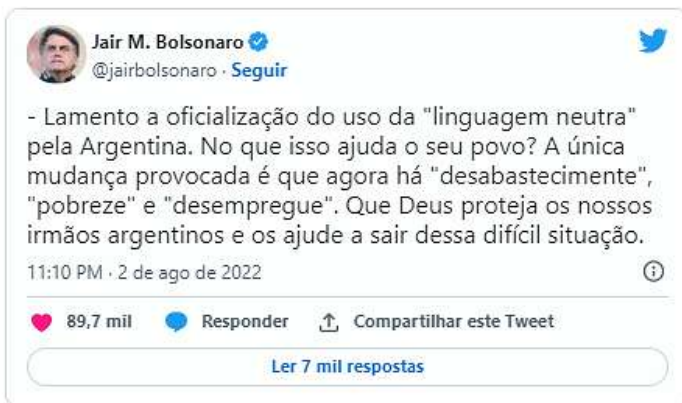 Jair M. Bolsonaro
@jairbolsonaro · Seguir
- Lamento a oficialização do uso da "linguagem neutra"
pela Argentina. No que isso ajuda o seu povo? A única
mudança provocada é que agora há "desabastecimente",
"pobreze" e "desempregue". Que Deus proteja os nossos
irmãos argentinos e os ajude a sair dessa difícil situação.
11:10 PM · 2 de ago de 2022
89,7 mil Responder Compartilhar este Tweet
Ler 7 mil respostas